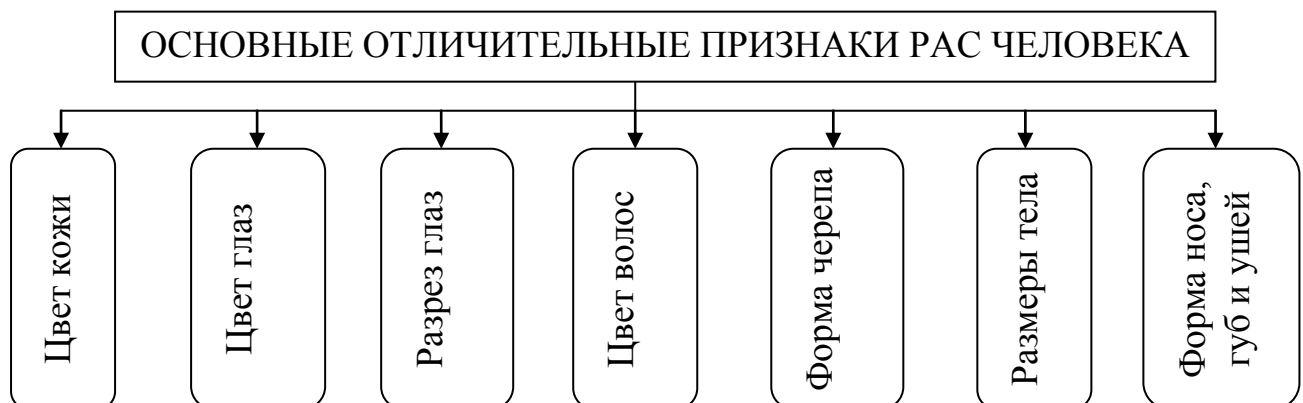 ОСНОВНЫЕ ОТЛИЧИТЕЛЬНЫЕ ПРИЗНАКИ РАС ЧЕЛОВЕКА
Цвет кожи
Цвет глаз
Разрез глаз
Цвет волос
Форма черепа
Размеры тела
Форма носа,
губ и ушей